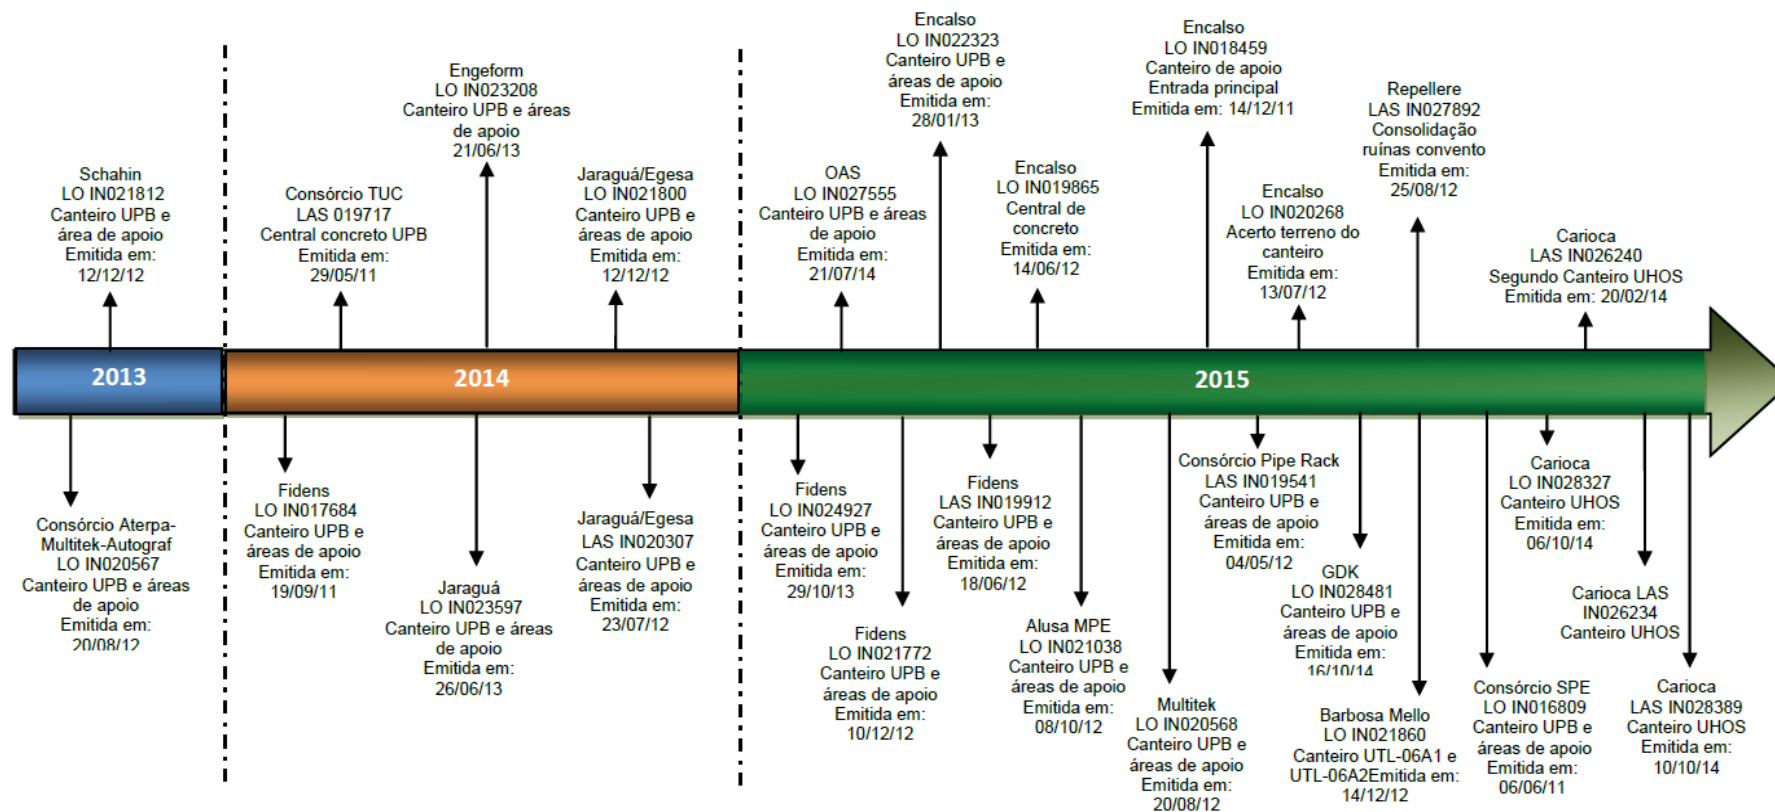 Schahin
LO IN021812
Canteiro UPB e
área de apoio
Emitida em:
12/12/12
Consórcio TUC
LAS 019717
Central concreto UPB
Emitida em:
29/05/11
Engeform
LO IN023208
Canteiro UPB e áreas
de apoio
21/06/13
Jaraguá/Egesa
LO IN021800
Canteiro UPB e
áreas de apoio
Emitida em:
12/12/12
OAS
LO IN027555
Canteiro UPB e áreas
de apoio
Emitida em:
21/07/14
Encalso
LO IN022323
Canteiro UPB e
áreas de apoio
Emitida em:
28/01/13
Encalso
LO IN019865
Central de
concreto
Emitida em:
14/06/12
Encalso
LO IN018459
Canteiro de apoio
Entrada principal
Emitida em: 14/12/11
Encalso
LO IN020268
Acerto terreno do
canteiro
Emitida em:
13/07/12
Repellere
LAS IN027892
Consolidação
ruínas convento
Emitida em:
25/08/12
Carioca
LAS IN026240
Segundo Canteiro UHOS
Emitida em: 20/02/14
2013
2014
2015
Consórcio Aterpa-
Multitek-Autograf
LO IN020567
Canteiro UPB e áreas
de apoio
Emitida em:
20/08/12
Fidens
LO IN017684
Canteiro UPB e
áreas de apoio
Emitida em:
19/09/11
Jaraguá
LO IN023597
Canteiro UPB e áreas
de apoio
Emitida em:
26/06/13
Jaraguá/Egesa
LAS IN020307
Canteiro UPB e
áreas de apoio
Emitida em:
23/07/12
Fidens
LO IN024927
Canteiro UPB e
áreas de apoio
Emitida em:
29/10/13
Fidens
LO IN021772
Canteiro UPB e
áreas de apoio
Emitida em:
10/12/12
Fidens
LAS IN019912
Canteiro UPB e
áreas de apoio
Emitida em:
18/06/12
Alusa MPE
LO IN021038
Canteiro UPB e
áreas de apoio
Emitida em:
08/10/12
Multitek
LO IN020568
Canteiro UPB e
áreas de apoio
Emitida em:
20/08/12
Consórcio Pipe Rack
LAS IN019541
Canteiro UPB e
áreas de apoio
Emitida em:
04/05/12
GDK
LO IN028481
Canteiro UPB e
áreas de apoio
Emitida em:
16/10/14
Barbosa Mello
LO IN021860
Canteiro UTL-06A1 e
UTL-06A2Emitida em:
14/12/12
Consórcio SPE
LO IN016809
Canteiro UPB e
áreas de apoio
Emitida em:
06/06/11
Carioca
LO IN028327
Canteiro UHOS
Emitida em:
06/10/14
Carioca LAS
IN026234
Canteiro UHOS
Carioca
LAS IN028389
Canteiro UHOS
Emitida em:
10/10/14